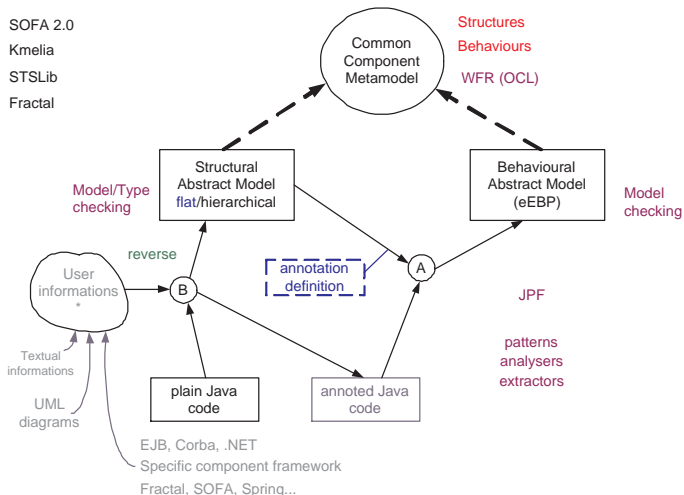 SOFA 2.0
Kmelia
STSLib
Fractal
Common
Component
Metamodel
Structures
Behaviours
WFR (OCL)
Structural
Abstract Model
flat/hierarchical
Behavioural
Abstract Model
(eEBP)
Model/Type
checking
Model
checking
reverse
User
informations
*
B
annotation
definition
A
JPF
Textual
informations
patterns
analysers
extractors
plain Java
code
annoted Java
code
UML
diagrams
EJB, Corba, .NET
Specific component framework
Fractal, SOFA, Spring...